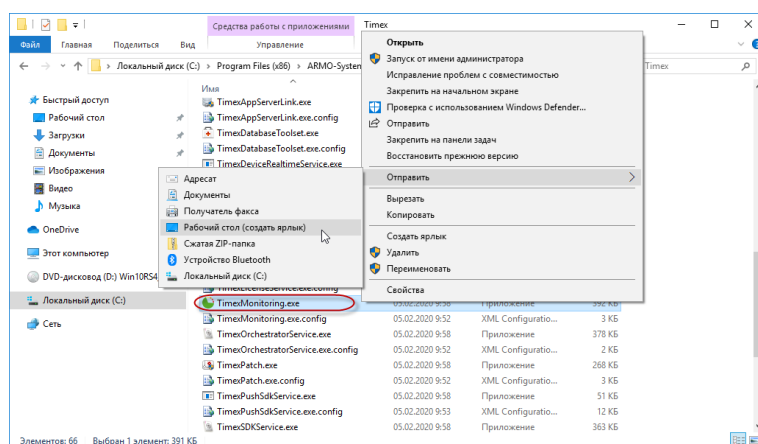 Средства работы с приложениями
Timex
Файл
Главная
Поделиться
Вид
Управление
Локальный диск (C:) › Program Files (x86) › ARMO-System
Timex
Имя
Быстрый доступ
Рабочий стол
Загрузки
Документы
Изображения
Видео
Музыка
OneDrive
Этот компьютер
DVD-дисковод (D:) Win10RS4
Локальный диск (C:)
Сеть
TimexAppServerLink.exe
TimexAppServerLink.exe.config
TimexDatabaseToolset.exe
TimexDatabaseToolset.exe.config
TimexDeviceRealtimeService.exe
Адресат
Документы
Получатель факса
Рабочий стол (создать ярлык)
Сжатая ZIP-папка
Устройство Bluetooth
Локальный диск (C:)
Открыть
Запуск от имени администратора
Исправление проблем с совместимостью
Закрепить на начальном экране
Проверка с использованием Windows Defender...
Отправить
Закрепить на панели задач
Восстановить прежнюю версию
Отправить
Вырезать
Копировать
Создать ярлык
Удалить
Переименовать
Свойства
TimexLicenseService.exe.config
TimexMonitoring.exe 05.02.2020 9:58 Приложение 392 КБ
TimexMonitoring.exe.config 05.02.2020 9:52 XML Configuratio... 3 КБ
TimexOrchestratorService.exe 05.02.2020 9:58 Приложение 378 КБ
TimexOrchestratorService.exe.config 05.02.2020 9:52 XML Configuratio... 2 КБ
TimexPatch.exe 05.02.2020 9:58 Приложение 268 КБ
TimexPatch.exe.config 05.02.2020 9:52 XML Configuratio... 3 КБ
TimexPushSdkService.exe 05.02.2020 9:58 Приложение 51 КБ
TimexPushSdkService.exe.config 05.02.2020 9:53 XML Configuratio... 12 КБ
TimexSDKService.exe 05.02.2020 9:58 Приложение 363 КБ
Элементов: 66
Выбран 1 элемент: 391 КБ